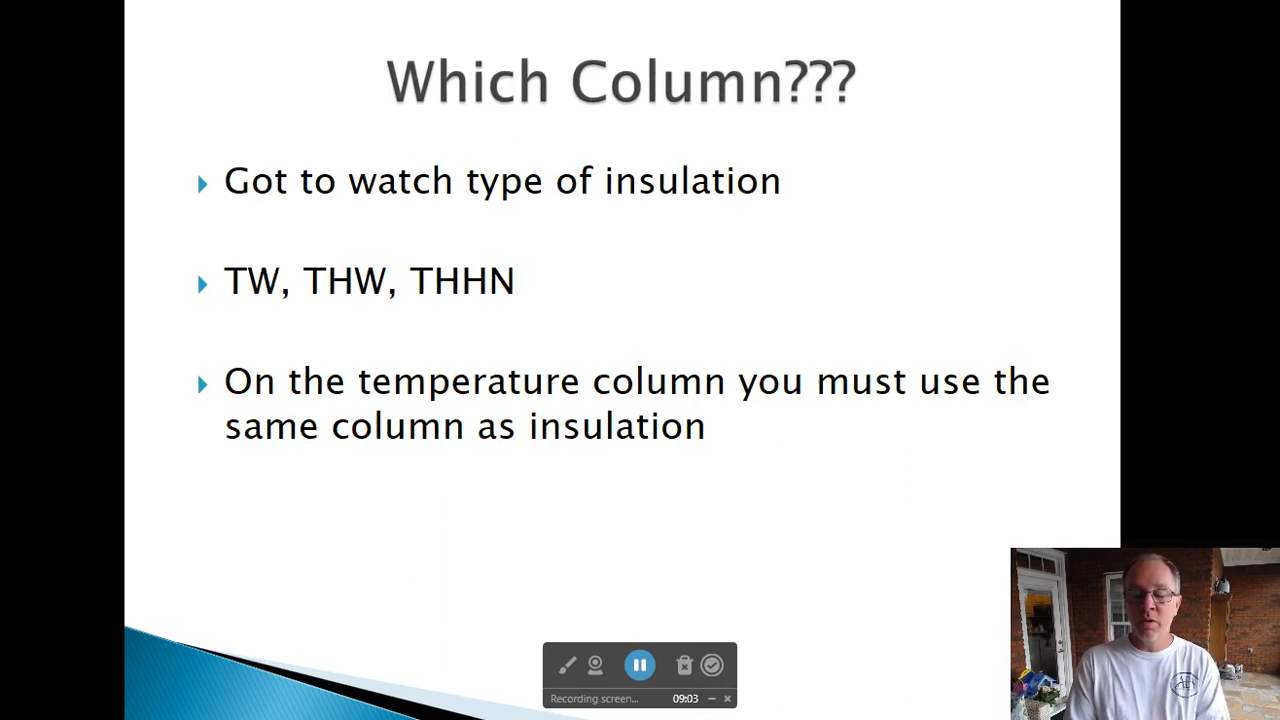 Which Column???
Got to watch type of insulation
TW, THW, THHN
On the temperature column you must use the
same column as insulation
Recording screen... 09:03